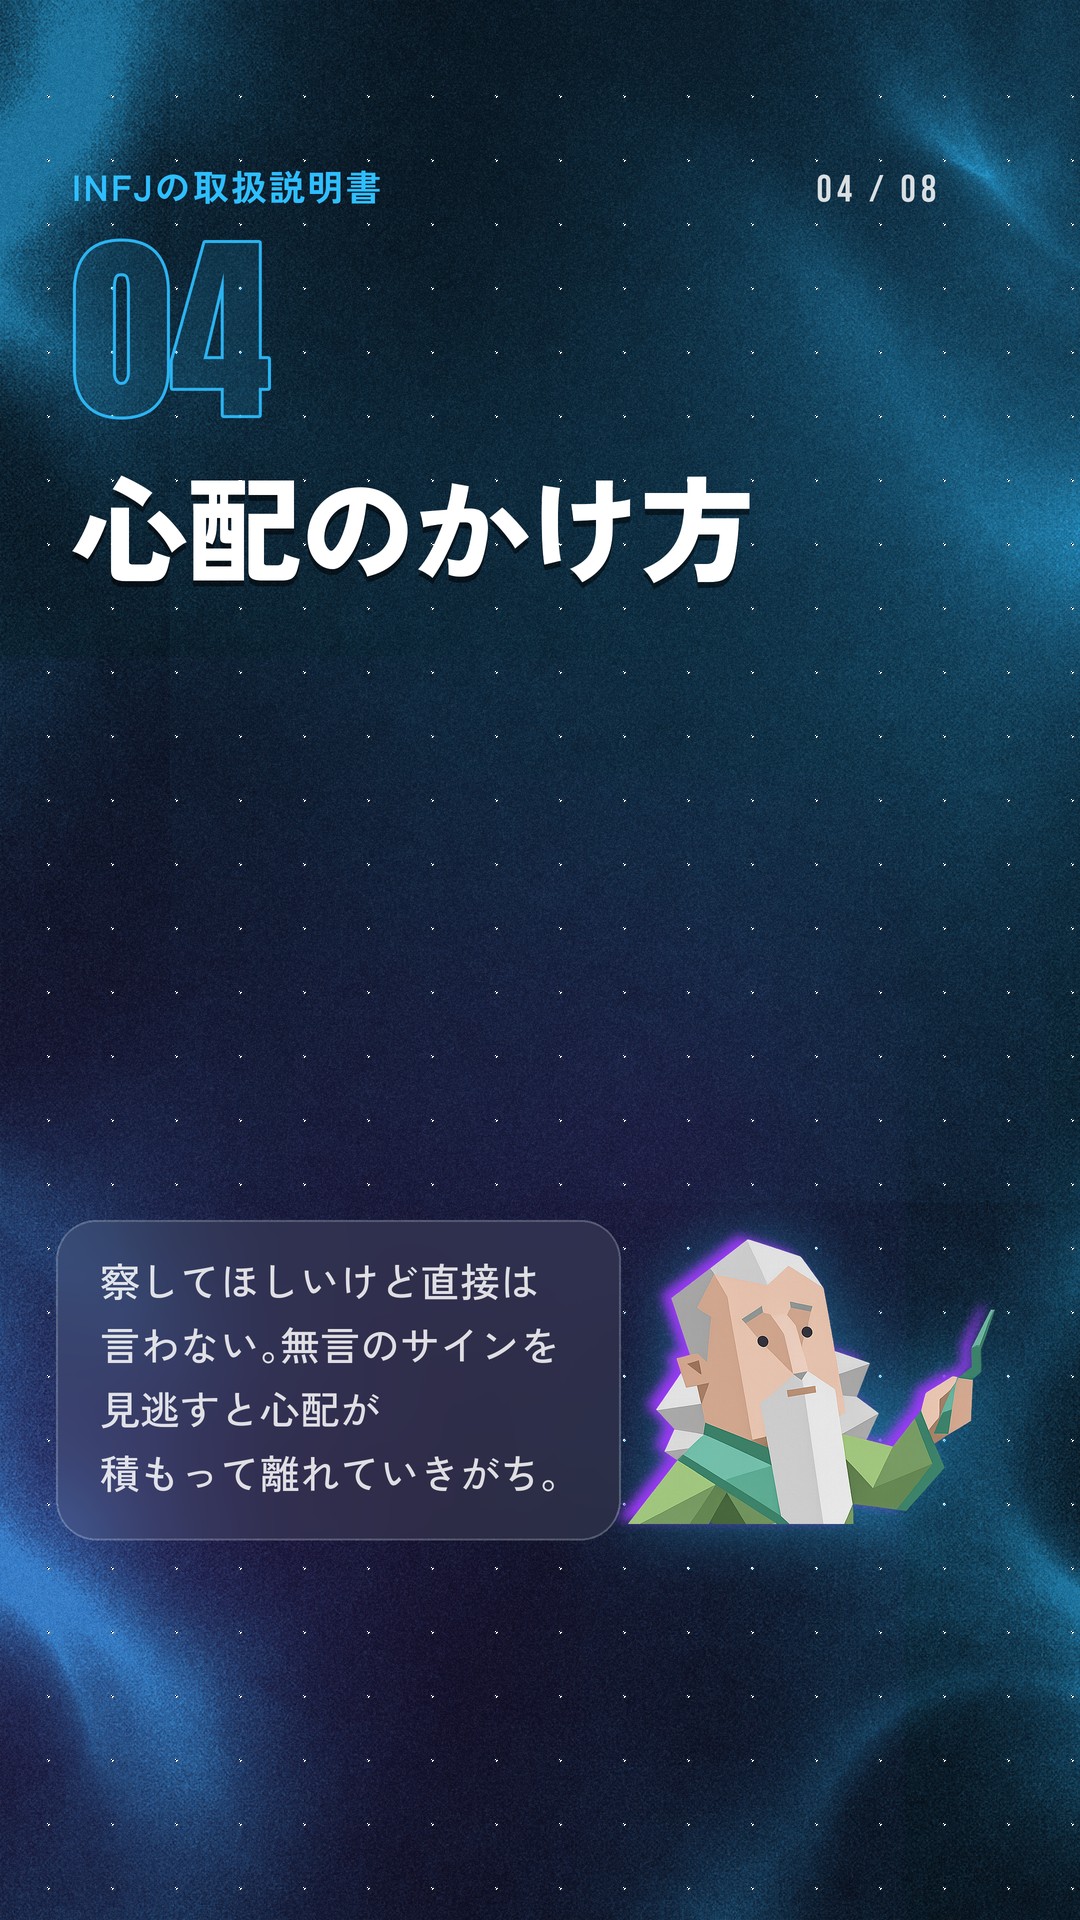 INFJの取扱説明書
04 / 08
04
心配のかけ方
察してほしいけど直接は
言わない。無言のサインを
見逃すと心配が
積もって離れていきがち。